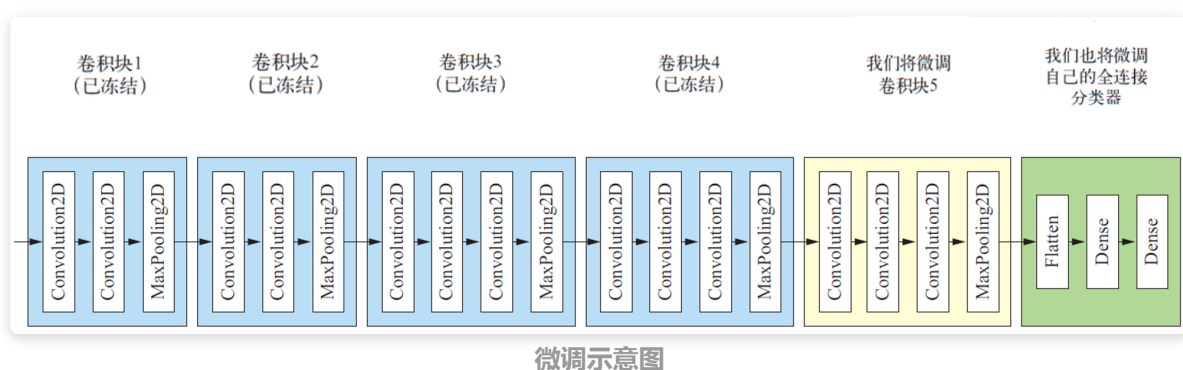 卷积块1
(已冻结)
卷积块2
(已冻结)
卷积块3
(已冻结)
卷积块4
(已冻结)
我们将微调
卷积块5
我们也将微调
自己的全连接
分类器
Convolution2D
Convolution2D
MaxPooling2D
Convolution2D
Convolution2D
MaxPooling2D
Convolution2D
Convolution2D
Convolution2D
MaxPooling2D
Convolution2D
Convolution2D
Convolution2D
MaxPooling2D
Convolution2D
Convolution2D
Convolution2D
MaxPooling2D
Flatten
Dense
Dense
微调示意图